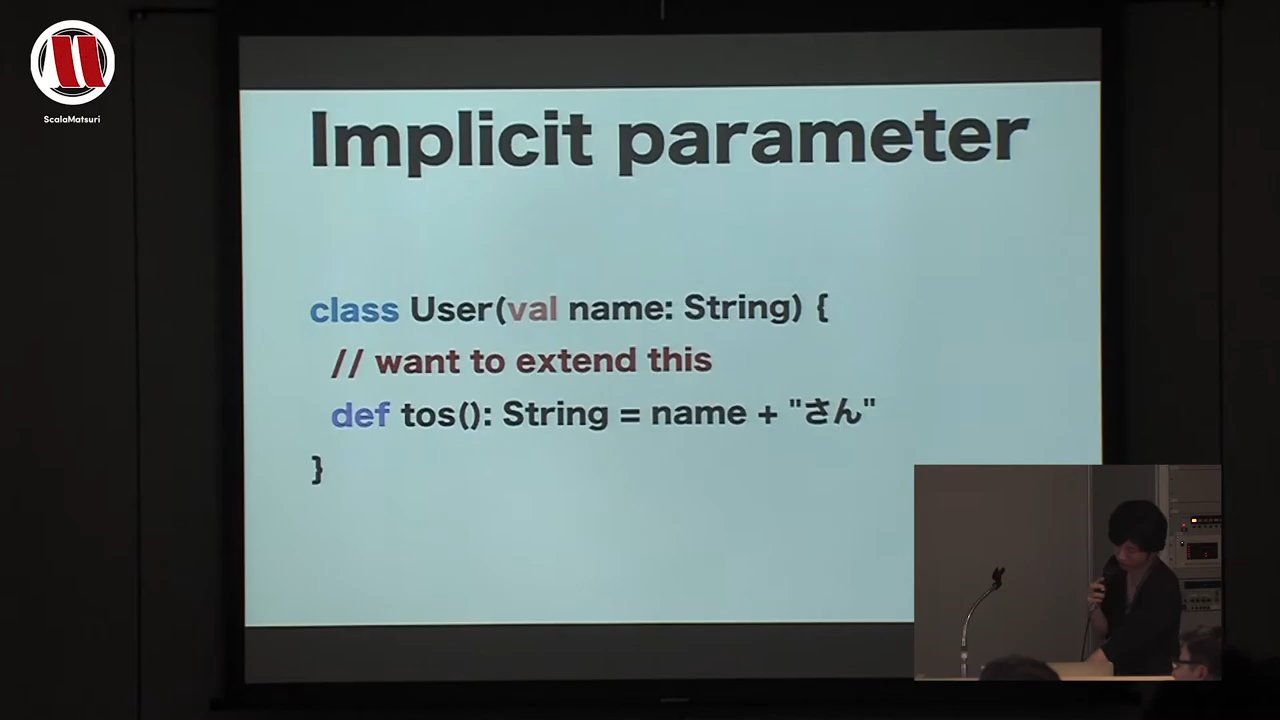 ScalaMatsuri
Implicit parameter
class User(val name: String) {
// want to extend this
def tos(): String = name + "さん"
}